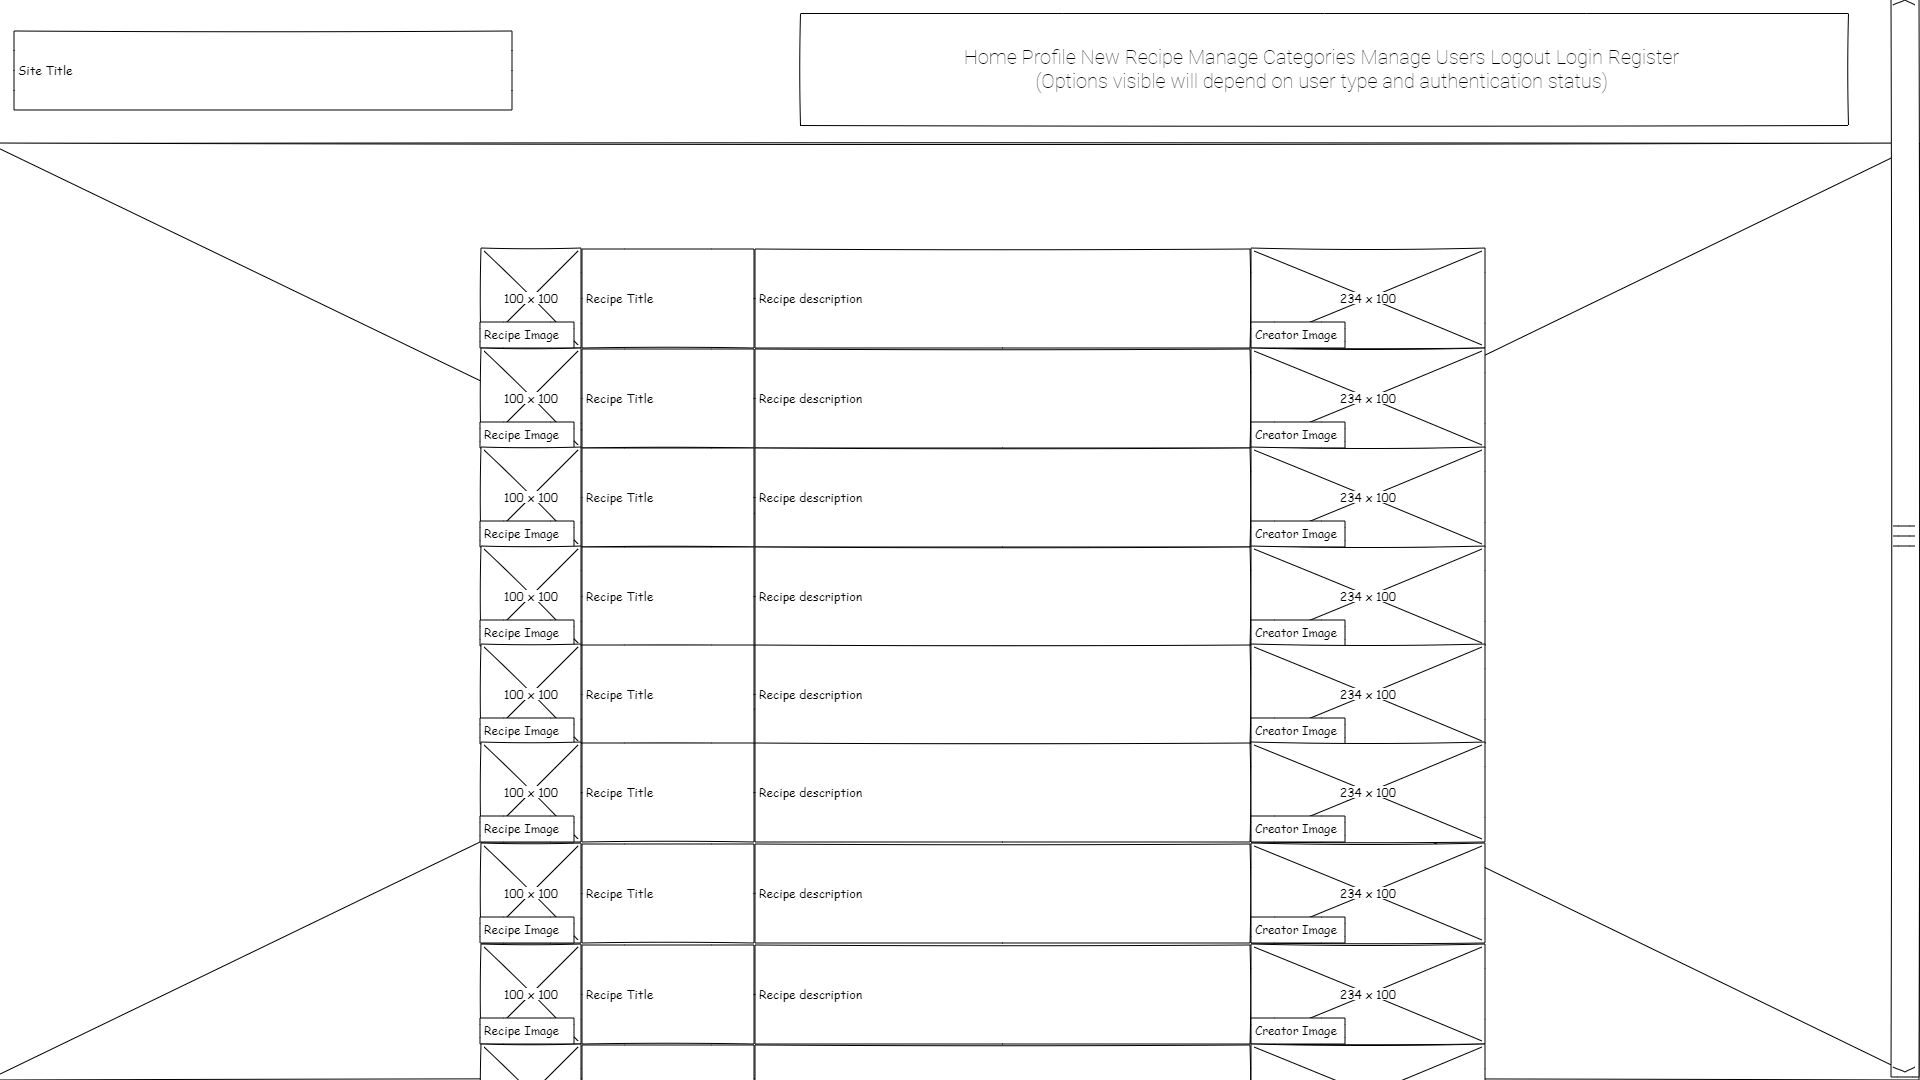 Site Title
Home Profile New Recipe Manage Categories Manage Users Logout Login Register
(Options visible will depend on user type and authentication status)
100 x 100
Recipe Title
Recipe description
234 x 100
Recipe Image
Creator Image
100 x 100
Recipe Title
Recipe description
234 x 100
Recipe Image
Creator Image
100 x 100
Recipe Title
Recipe description
234 x 100
Recipe Image
Creator Image
100 x 100
Recipe Title
Recipe description
234 x 100
Recipe Image
Creator Image
100 x 100
Recipe Title
Recipe description
234 x 100
Recipe Image
Creator Image
100 x 100
Recipe Title
Recipe description
234 x 100
Recipe Image
Creator Image
100 x 100
Recipe Title
Recipe description
234 x 100
Recipe Image
Creator Image
100 x 100
Recipe Title
Recipe description
234 x 100
Recipe Image
Creator Image